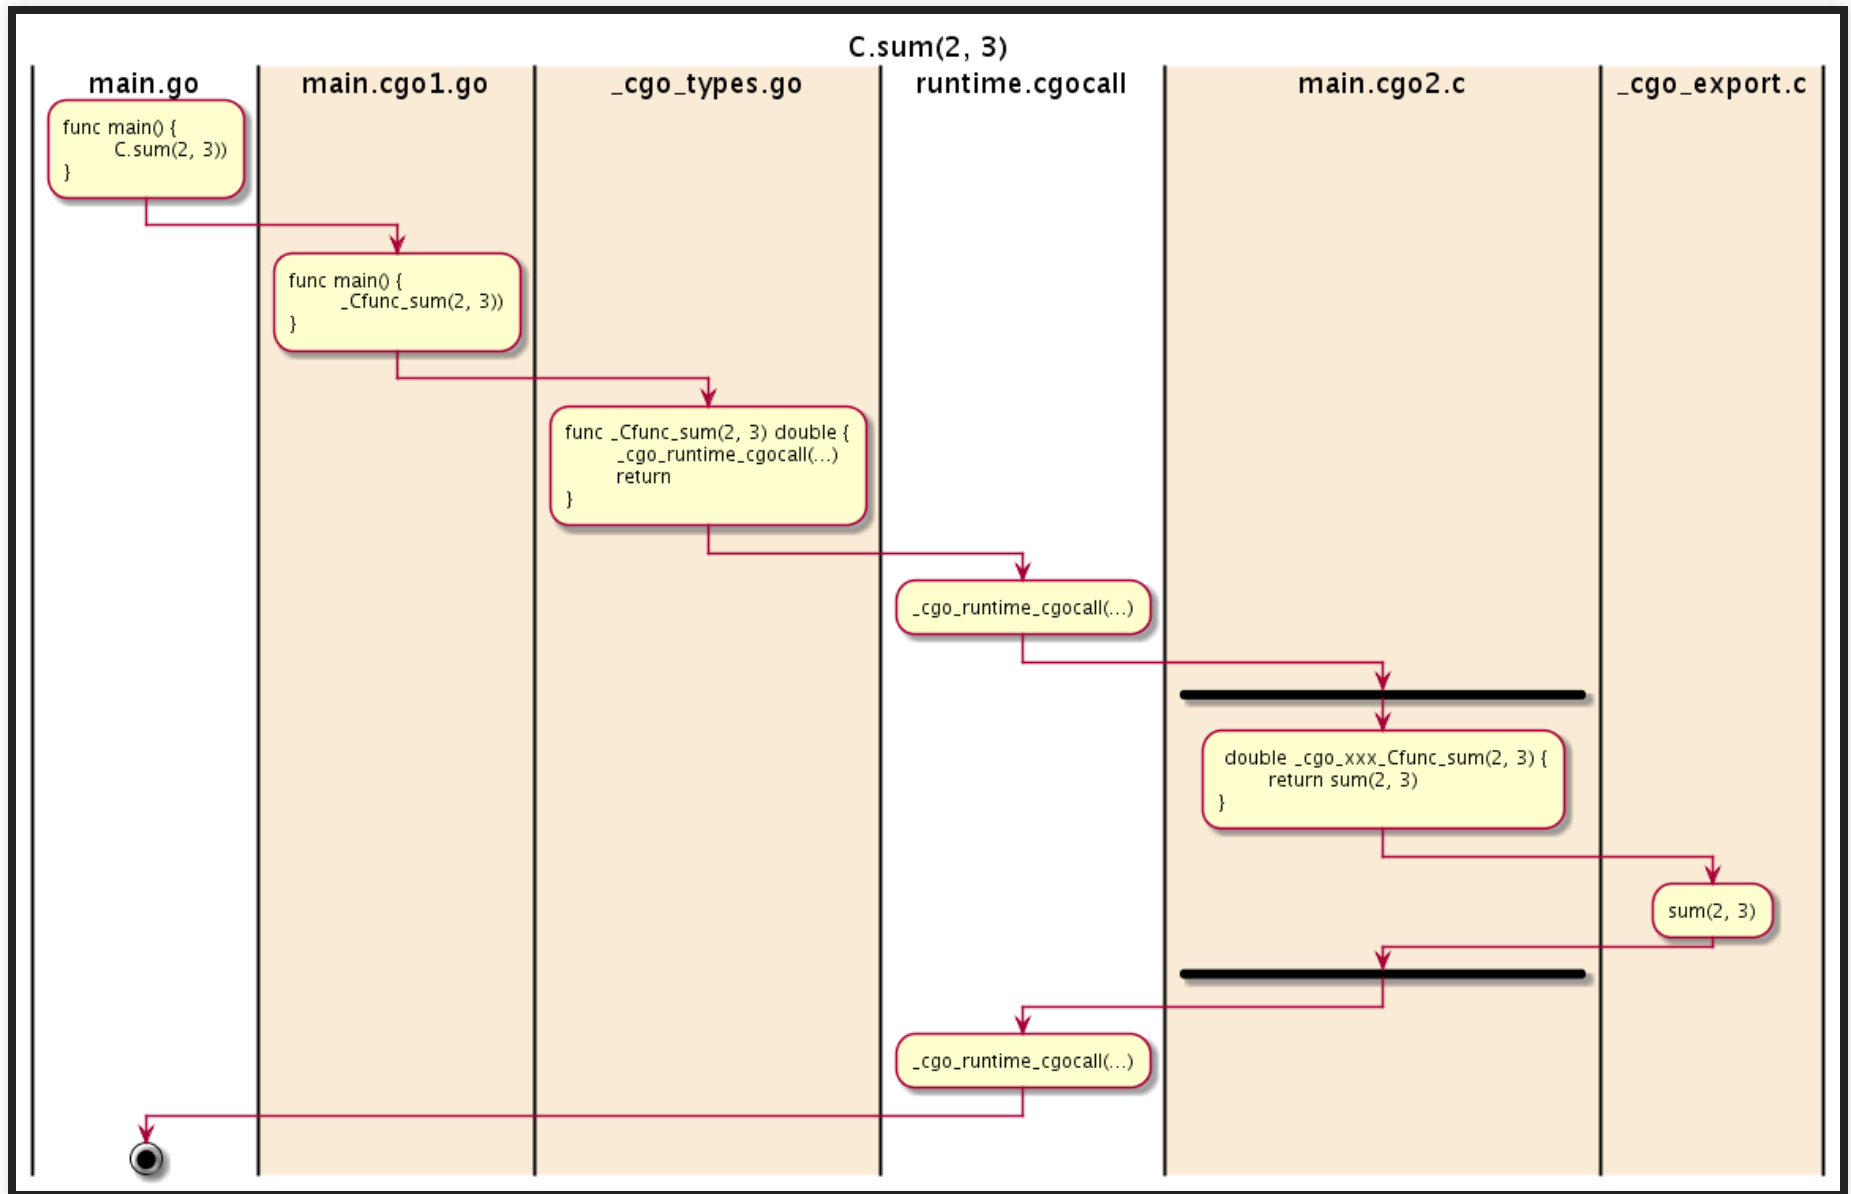 C.sum(2, 3)
main.go
main.cgo1.go
_cgo_types.go
runtime.cgocall
main.cgo2.c
_cgo_export.c
func main() {
C.sum(2, 3))
}
func main() {
_Cfunc_sum(2, 3))
}
func _Cfunc_sum(2, 3) double {
_cgo_runtime_cgocall(...)
return
}
_cgo_runtime_cgocall(...)
double _cgo_xxx_Cfunc_sum(2, 3) {
return sum(2, 3)
}
sum(2, 3)
_cgo_runtime_cgocall(...)